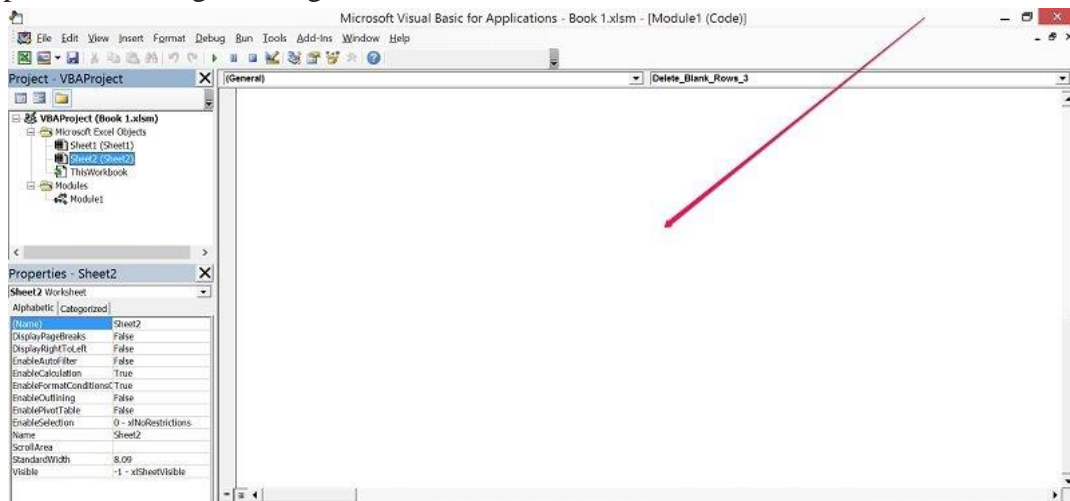 Microsoft Visual Basic for Applications - Book 1.xlsm - [Module1 (Code)]
File Edit View Insert Format Debug Run Tools Add-Ins Window Help
Project - VBAProject
(General)
Delete_Blank_Rows_3
VBAProject (Book 1.xlsm)
Microsoft Excel Objects
Sheet1 (Sheet1)
Sheet2 (Sheet2)
ThisWorkbook
Modules
Module1
Properties - Sheet2
Sheet2 Worksheet
Alphabetic Categorized
(Name) Sheet2
DisplayPageBreaks False
DisplayRightToLeft False
EnableAutoFilter False
EnableCalculation True
EnableFormatConditionsC True
EnableOutlining False
EnablePivotTable False
EnableSelection 0 - xlNoRestrictions
Name Sheet2
ScrollArea
StandardWidth 8.09
Visible -1 - xlSheetVisible